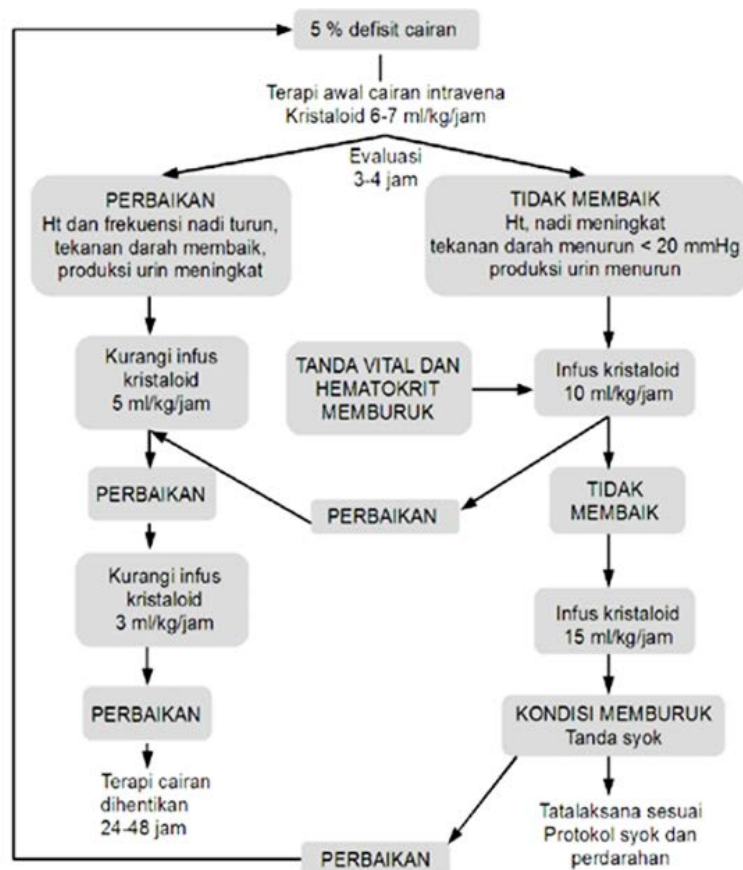 5 % defisit cairan
Terapi awal cairan intravena
Kristaloid 6-7 ml/kg/jam
Evaluasi
3-4 jam
PERBAIKAN
Ht dan frekuensi nadi turun,
tekanan darah membaik,
produksi urin meningkat
TIDAK MEMBAIK
Ht, nadi meningkat
tekanan darah menurun < 20 mmHg
produksi urin menurun
Kurangi infus
kristaloid
5 ml/kg/jam
TANDA VITAL DAN
HEMATOKRIT
MEMBURUK
Infus kristaloid
10 ml/kg/jam
PERBAIKAN
PERBAIKAN
TIDAK
MEMBAIK
Kurangi infus
kristaloid
3 ml/kg/jam
Infus kristaloid
15 ml/kg/jam
PERBAIKAN
KONDISI MEMBURUK
Tanda syok
Terapi cairan
dihentikan
24-48 jam
Tatalaksana sesuai
Protokol syok dan
perdarahan
PERBAIKAN